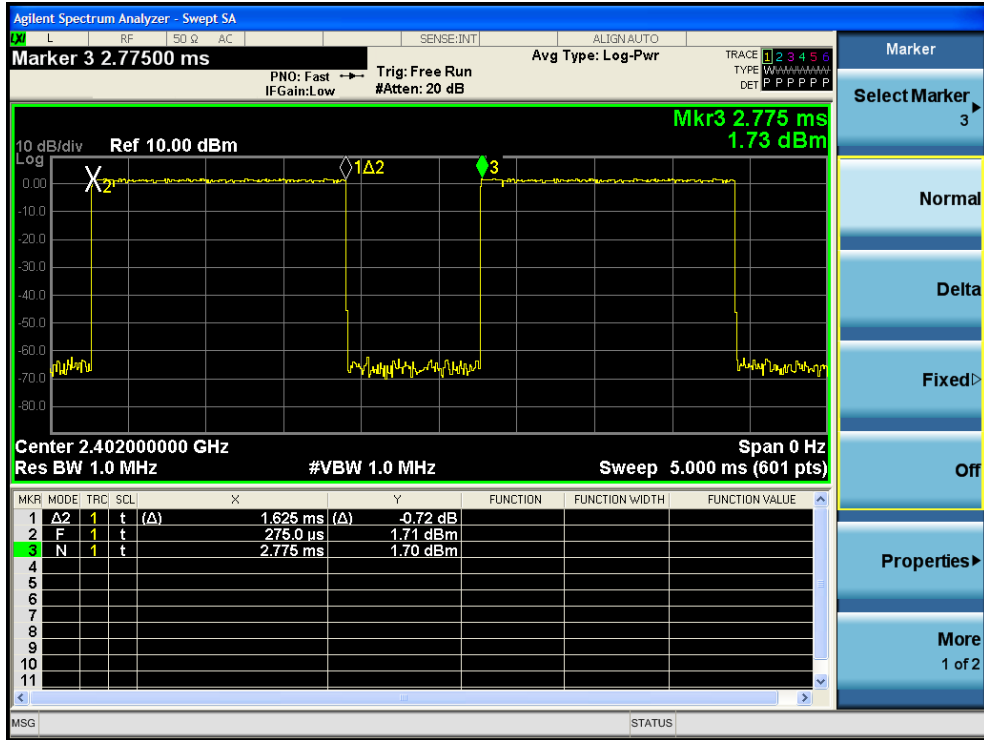 Agilent Spectrum Analyzer - Swept SA
LXI L RF 50 Ω AC SENSE:INT ALIGN AUTO
Marker 3 2.77500 ms
PNO: Fast
IFGain:Low
Trig: Free Run
#Atten: 20 dB
Avg Type: Log-Pwr
TRACE 1 2 3 4 5 6
TYPE
DET P P P P P P
Mkr3 2.775 ms
1.73 dBm
10 dB/div Ref 10.00 dBm
Log
1Δ2
3
2
0.00
-10.0
-20.0
-30.0
-40.0
-50.0
-60.0
-70.0
-80.0
Center 2.402000000 GHz Span 0 Hz
Res BW 1.0 MHz #VBW 1.0 MHz Sweep 5.000 ms (601 pts)
MKR MODE TRC SCL X Y FUNCTION FUNCTION WIDTH FUNCTION VALUE
1 Δ2 1 t (Δ) 1.625 ms (Δ) -0.72 dB
2 F 1 t 275.0 µs 1.71 dBm
3 N 1 t 2.775 ms 1.70 dBm
4
5
6
7
8
9
10
11
MSG STATUS
Marker
Select Marker
3
Normal
Delta
Fixed
Off
Properties
More
1 of 2